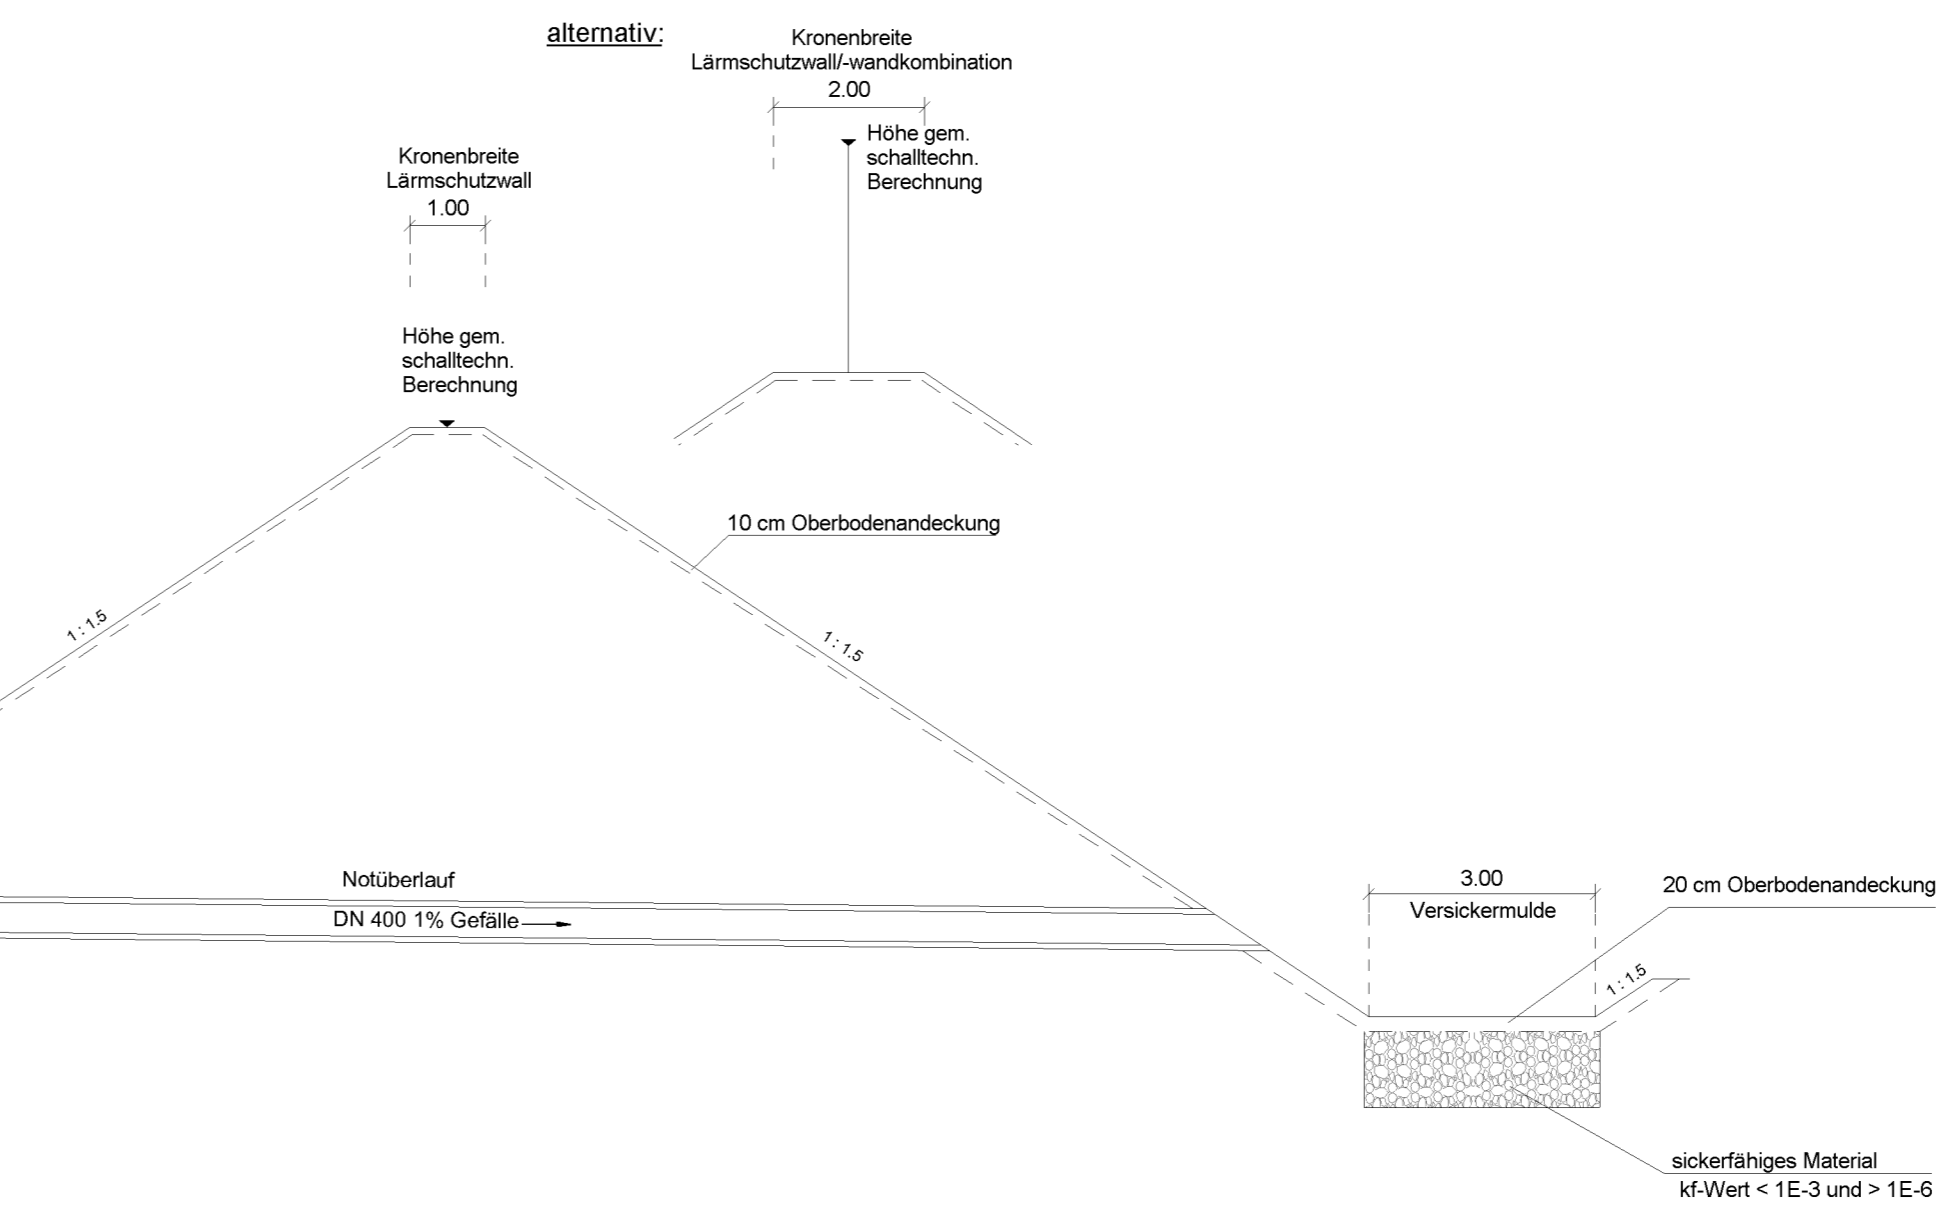 alternativ:
Kronenbreite
Lärmschutzwall/-wandkombination
2.00
Höhe gem.
schalltechn.
Berechnung
Kronenbreite
Lärmschutzwall
1.00
Höhe gem.
schalltechn.
Berechnung
10 cm Oberbodenandeckung
1 : 1.5
1 : 1.5
Notüberlauf
DN 400 1% Gefälle
3.00
Versickermulde
20 cm Oberbodenandeckung
1 : 1.5
sickerfähiges Material
kf-Wert < 1E-3 und > 1E-6